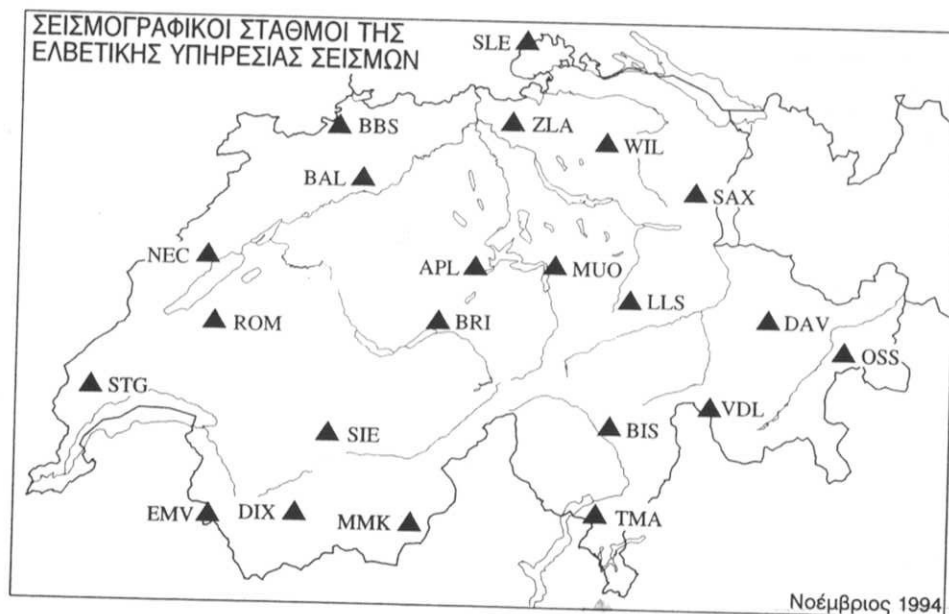 ΣΕΙΣΜΟΓΡΑΦΙΚΟΙ ΣΤΑΘΜΟΙ ΤΗΣ
ΕΛΒΕΤΙΚΗΣ ΥΠΗΡΕΣΙΑΣ ΣΕΙΣΜΩΝ
SLE
BBS
ZLA
WIL
BAL
SAX
NEC
APL
MUO
LLS
ROM
BRI
DAV
OSS
STG
VDL
SIE
BIS
EMV
DIX
MMK
TMA
Νοέμβριος 1994